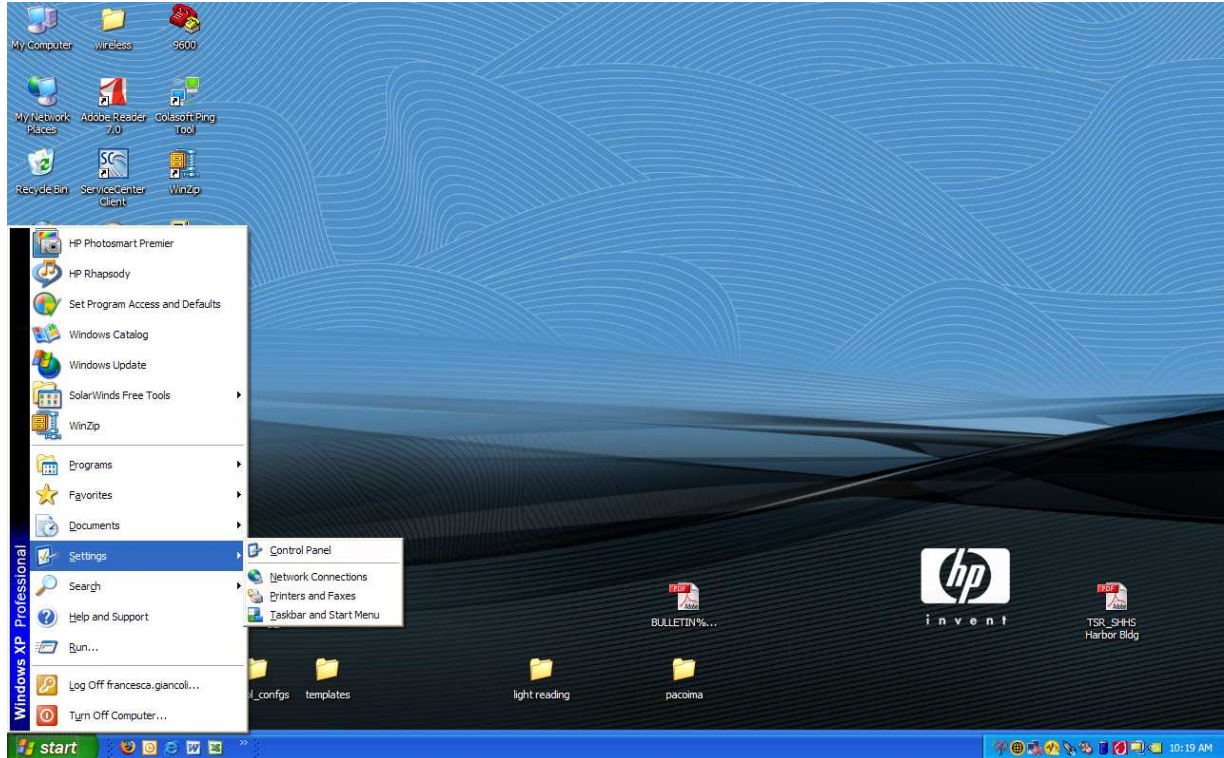 My Computer
wireless
9600
My Network
Places
Adobe Reader
7.0
Colasoft Ping
Tool
Recycle Bin
ServiceCenter
Client
WinZip
HP Photosmart Premier
HP Rhapsody
Set Program Access and Defaults
Windows Catalog
Windows Update
SolarWinds Free Tools
WinZip
Programs
Favorites
Documents
Settings
Search
Help and Support
Run...
Log Off francesca.giancoli...
Turn Off Computer...
Windows XP Professional
Control Panel
Network Connections
Printers and Faxes
Taskbar and Start Menu
BULLETIN%...
hp
invent
TSR_SHHS
Harbor Bldg
templates
light reading
pacoima
start
10:19 AM